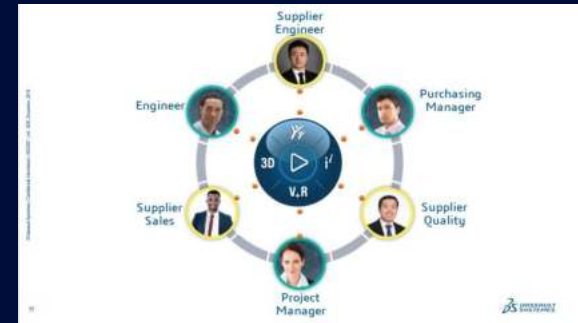 Supplier
Engineer
Engineer
Purchasing
Manager
3D
V,R
Supplier
Sales
Supplier
Quality
Project
Manager
DASSAULT
SYSTEMES